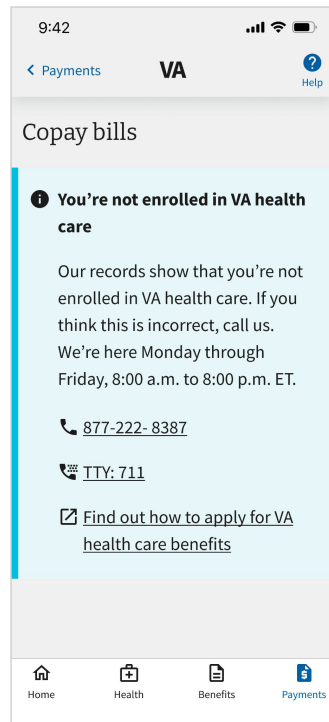 9:42
Payments
VA
Help
Copay bills
You’re not enrolled in VA health
care
Our records show that you’re not
enrolled in VA health care. If you
think this is incorrect, call us.
We’re here Monday through
Friday, 8:00 a.m. to 8:00 p.m. ET.
877-222- 8387
TTY: 711
Find out how to apply for VA
health care benefits
Home
Health
Benefits
Payments